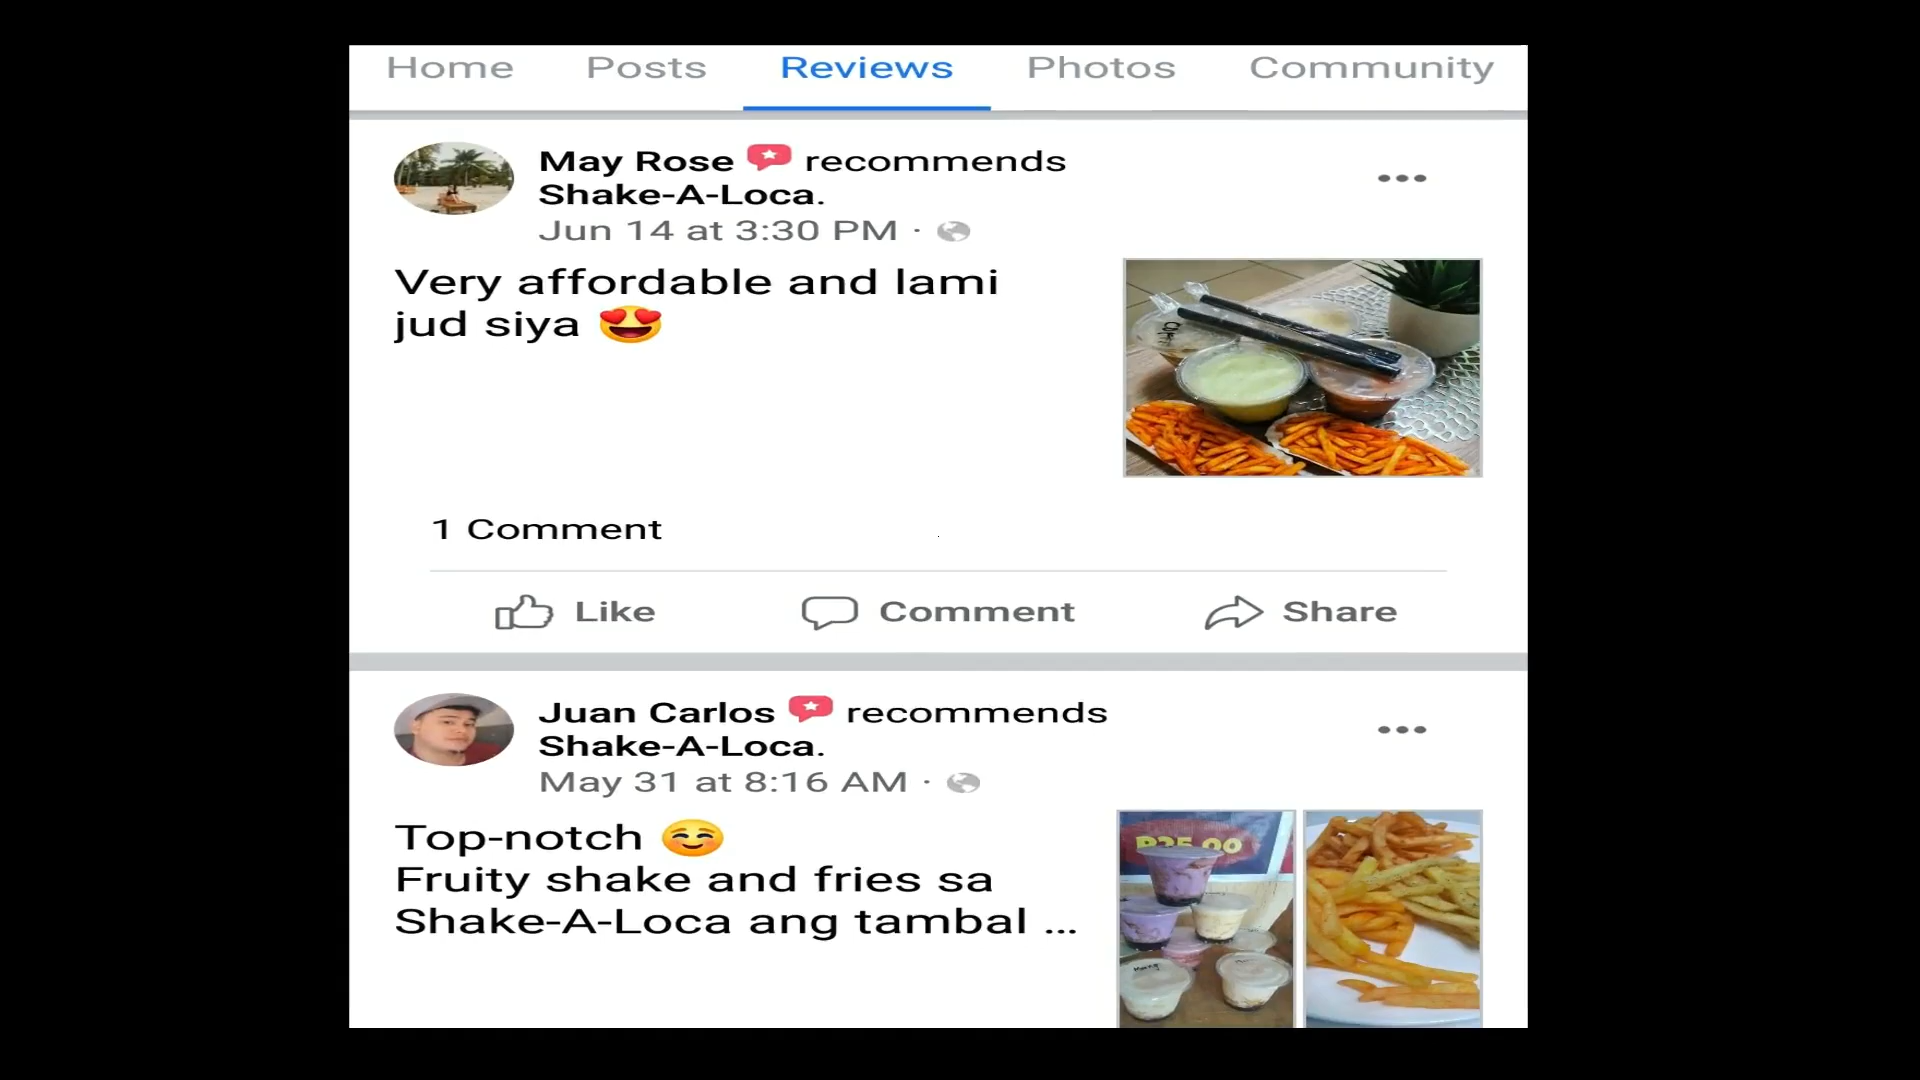 Home Posts Reviews Photos Community
May Rose recommends
Shake-A-Loca.
Jun 14 at 3:30 PM ·
Very affordable and lami
jud siya 😍
1 Comment
Like Comment Share
Juan Carlos recommends
Shake-A-Loca.
May 31 at 8:16 AM ·
Top-notch ☺️
Fruity shake and fries sa
Shake-A-Loca ang tambal ...
P25.00